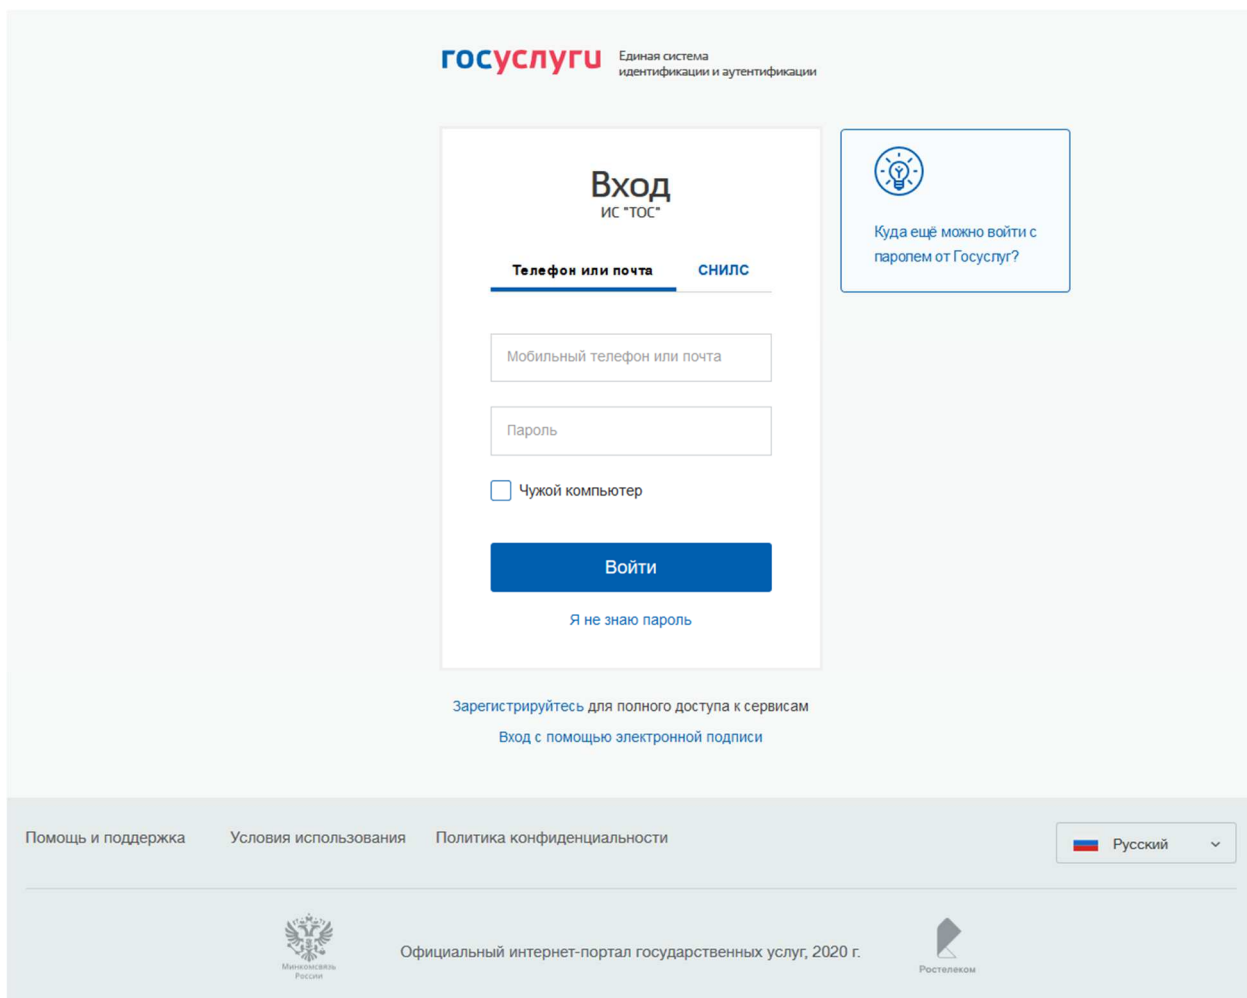 госуслуги
Единая система
идентификации и аутентификации
Вход
ИС "ТОС"
Телефон или почта
СНИЛС
Мобильный телефон или почта
Пароль
Чужой компьютер
Войти
Я не знаю пароль
Куда ещё можно войти с
паролем от Госуслуг?
Зарегистрируйтесь для полного доступа к сервисам
Вход с помощью электронной подписи
Помощь и поддержка
Условия использования
Политика конфиденциальности
Русский
Минкомсвязь
России
Официальный интернет-портал государственных услуг, 2020 г.
Ростелеком